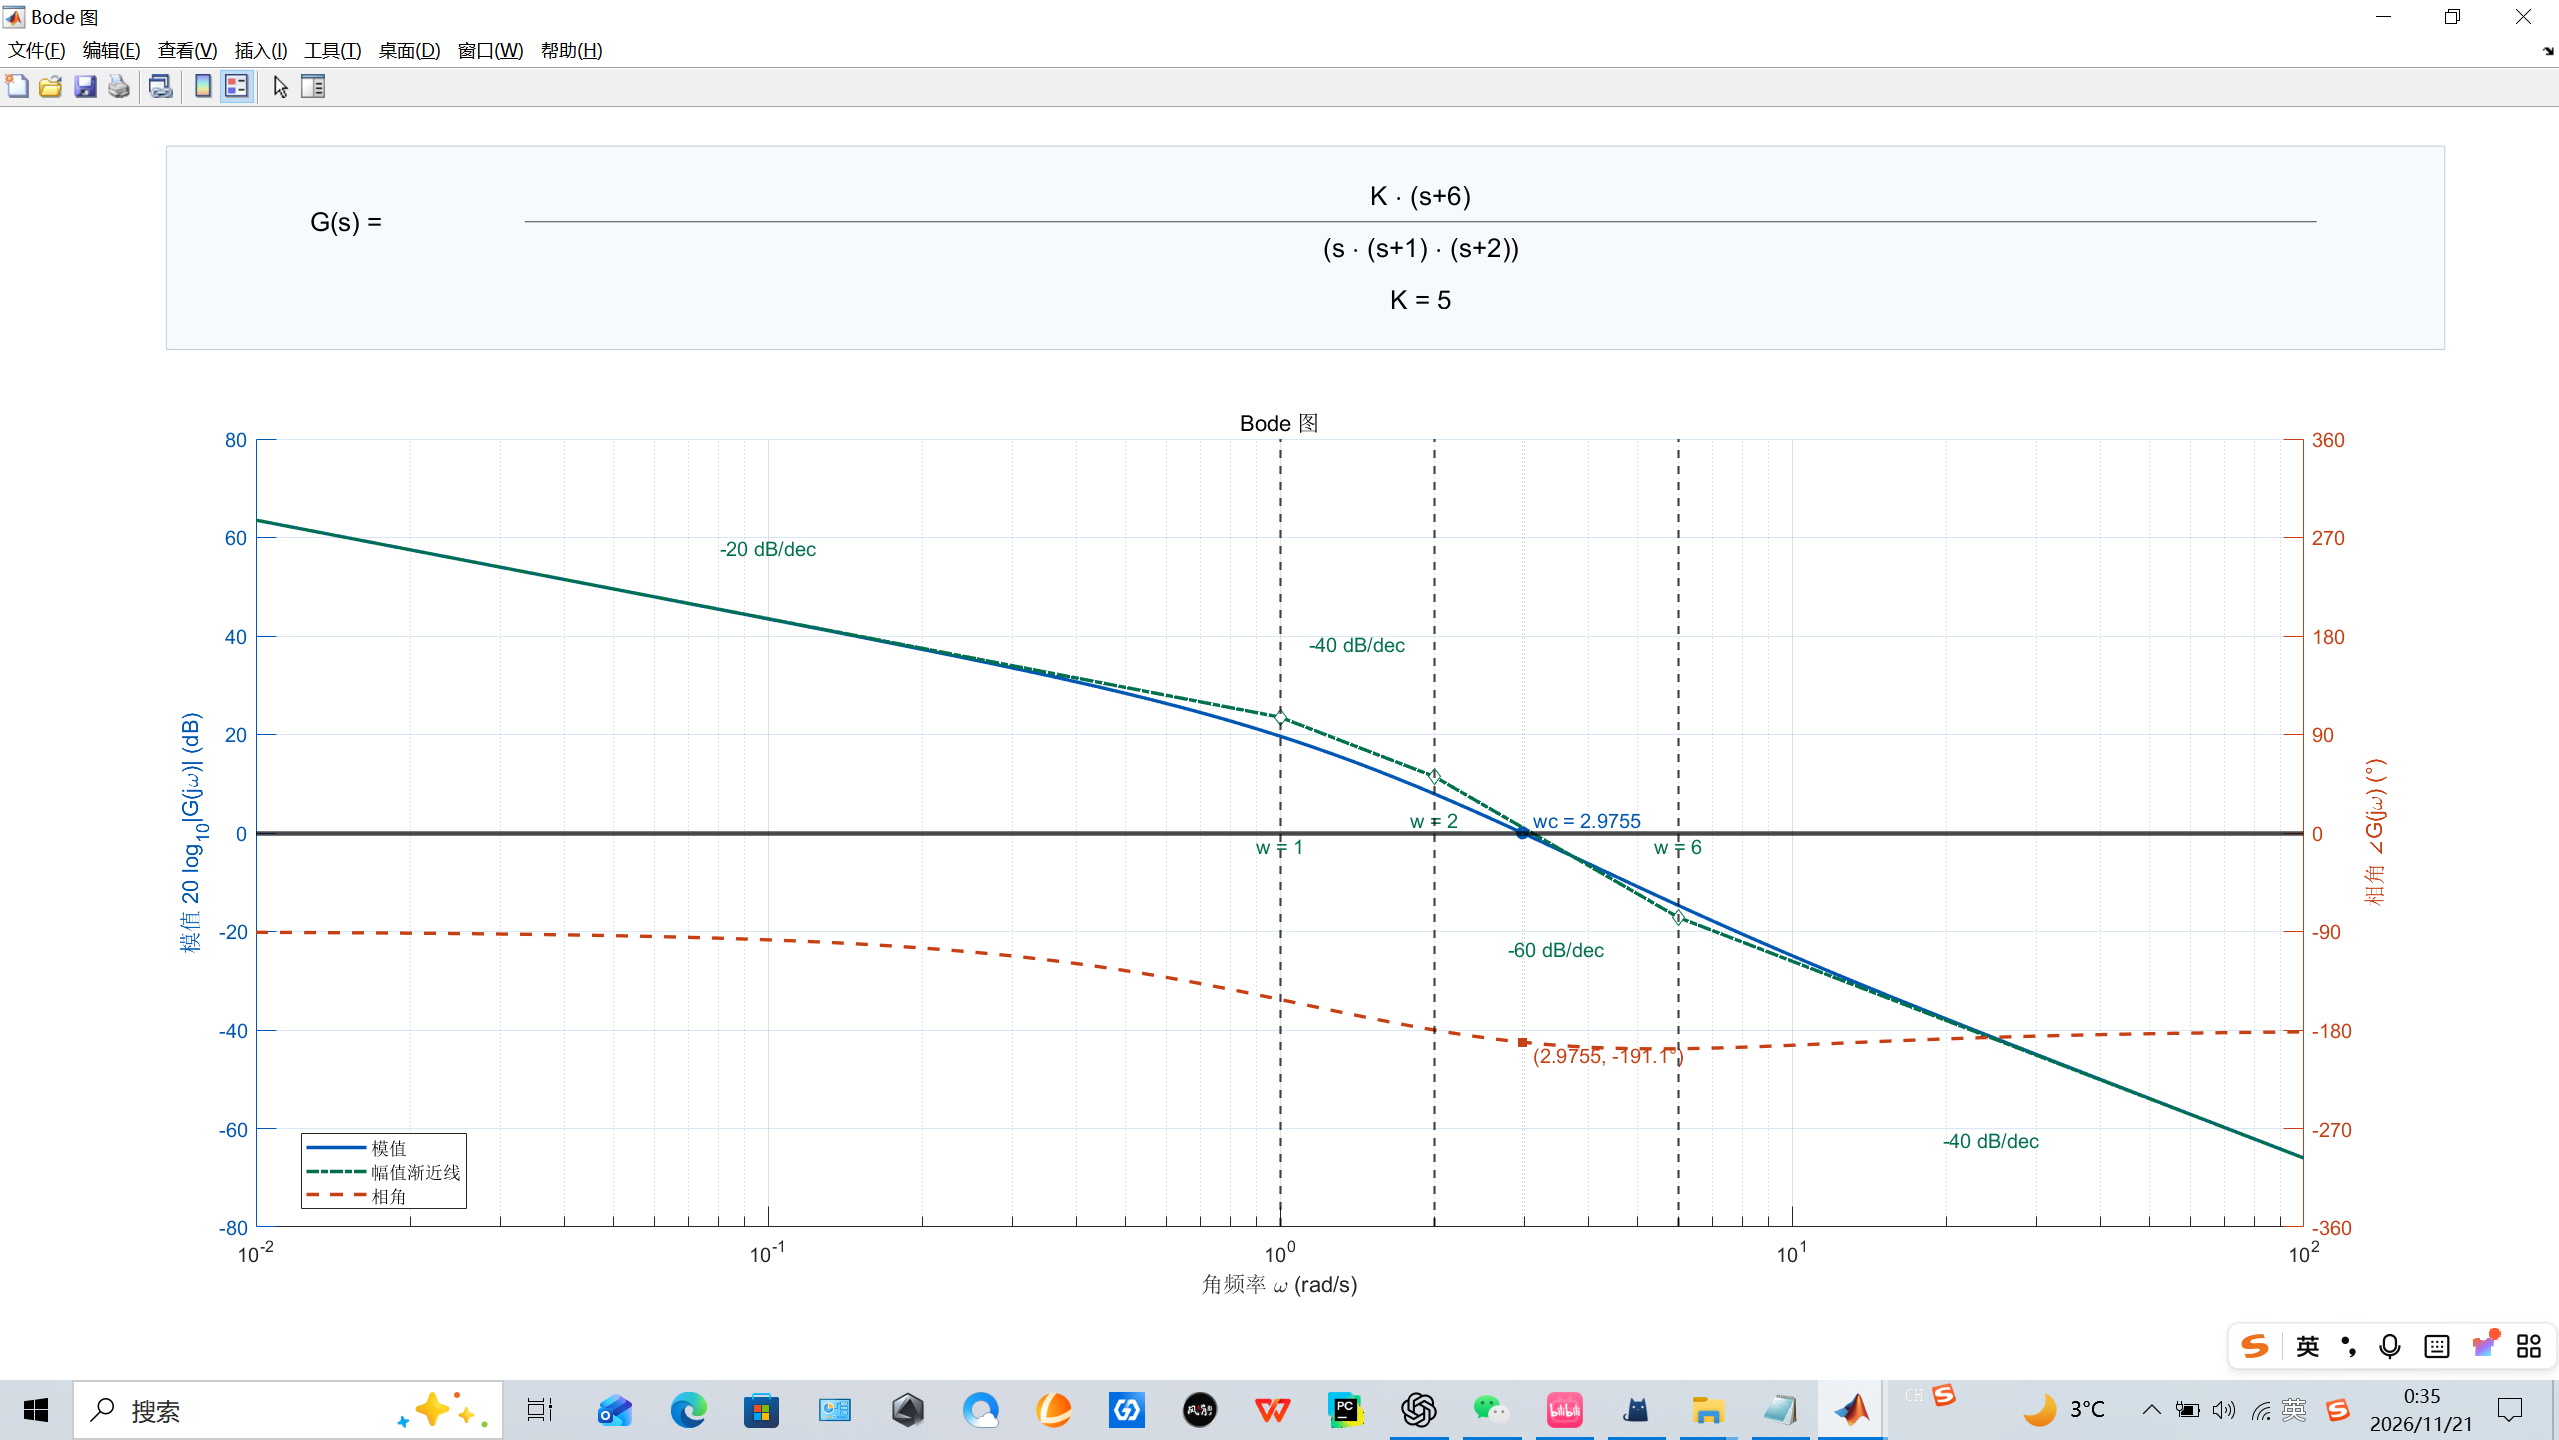 Bode 图
文件(F) 编辑(E) 查看(V) 插入(I) 工具(T) 桌面(D) 窗口(W) 帮助(H)
K · (s+6)
G(s) =
(s · (s+1) · (s+2))
K = 5
Bode 图
80
60
40
20
0
-20
-40
-60
-80
模值 20 log10|G(jω)| (dB)
-20 dB/dec
-40 dB/dec
w = 2
wc = 2.9755
w = 1
w = 6
-60 dB/dec
(2.9755, -191.1°)
-40 dB/dec
模值
幅值渐近线
相角
360
270
180
90
0
-90
-180
-270
-360
相角 ∠G(jω) (°)
10-2
10-1
100
101
102
角频率 ω (rad/s)
英
搜索
PC
bilibili
CH
3°C
英
0:35
2026/11/21